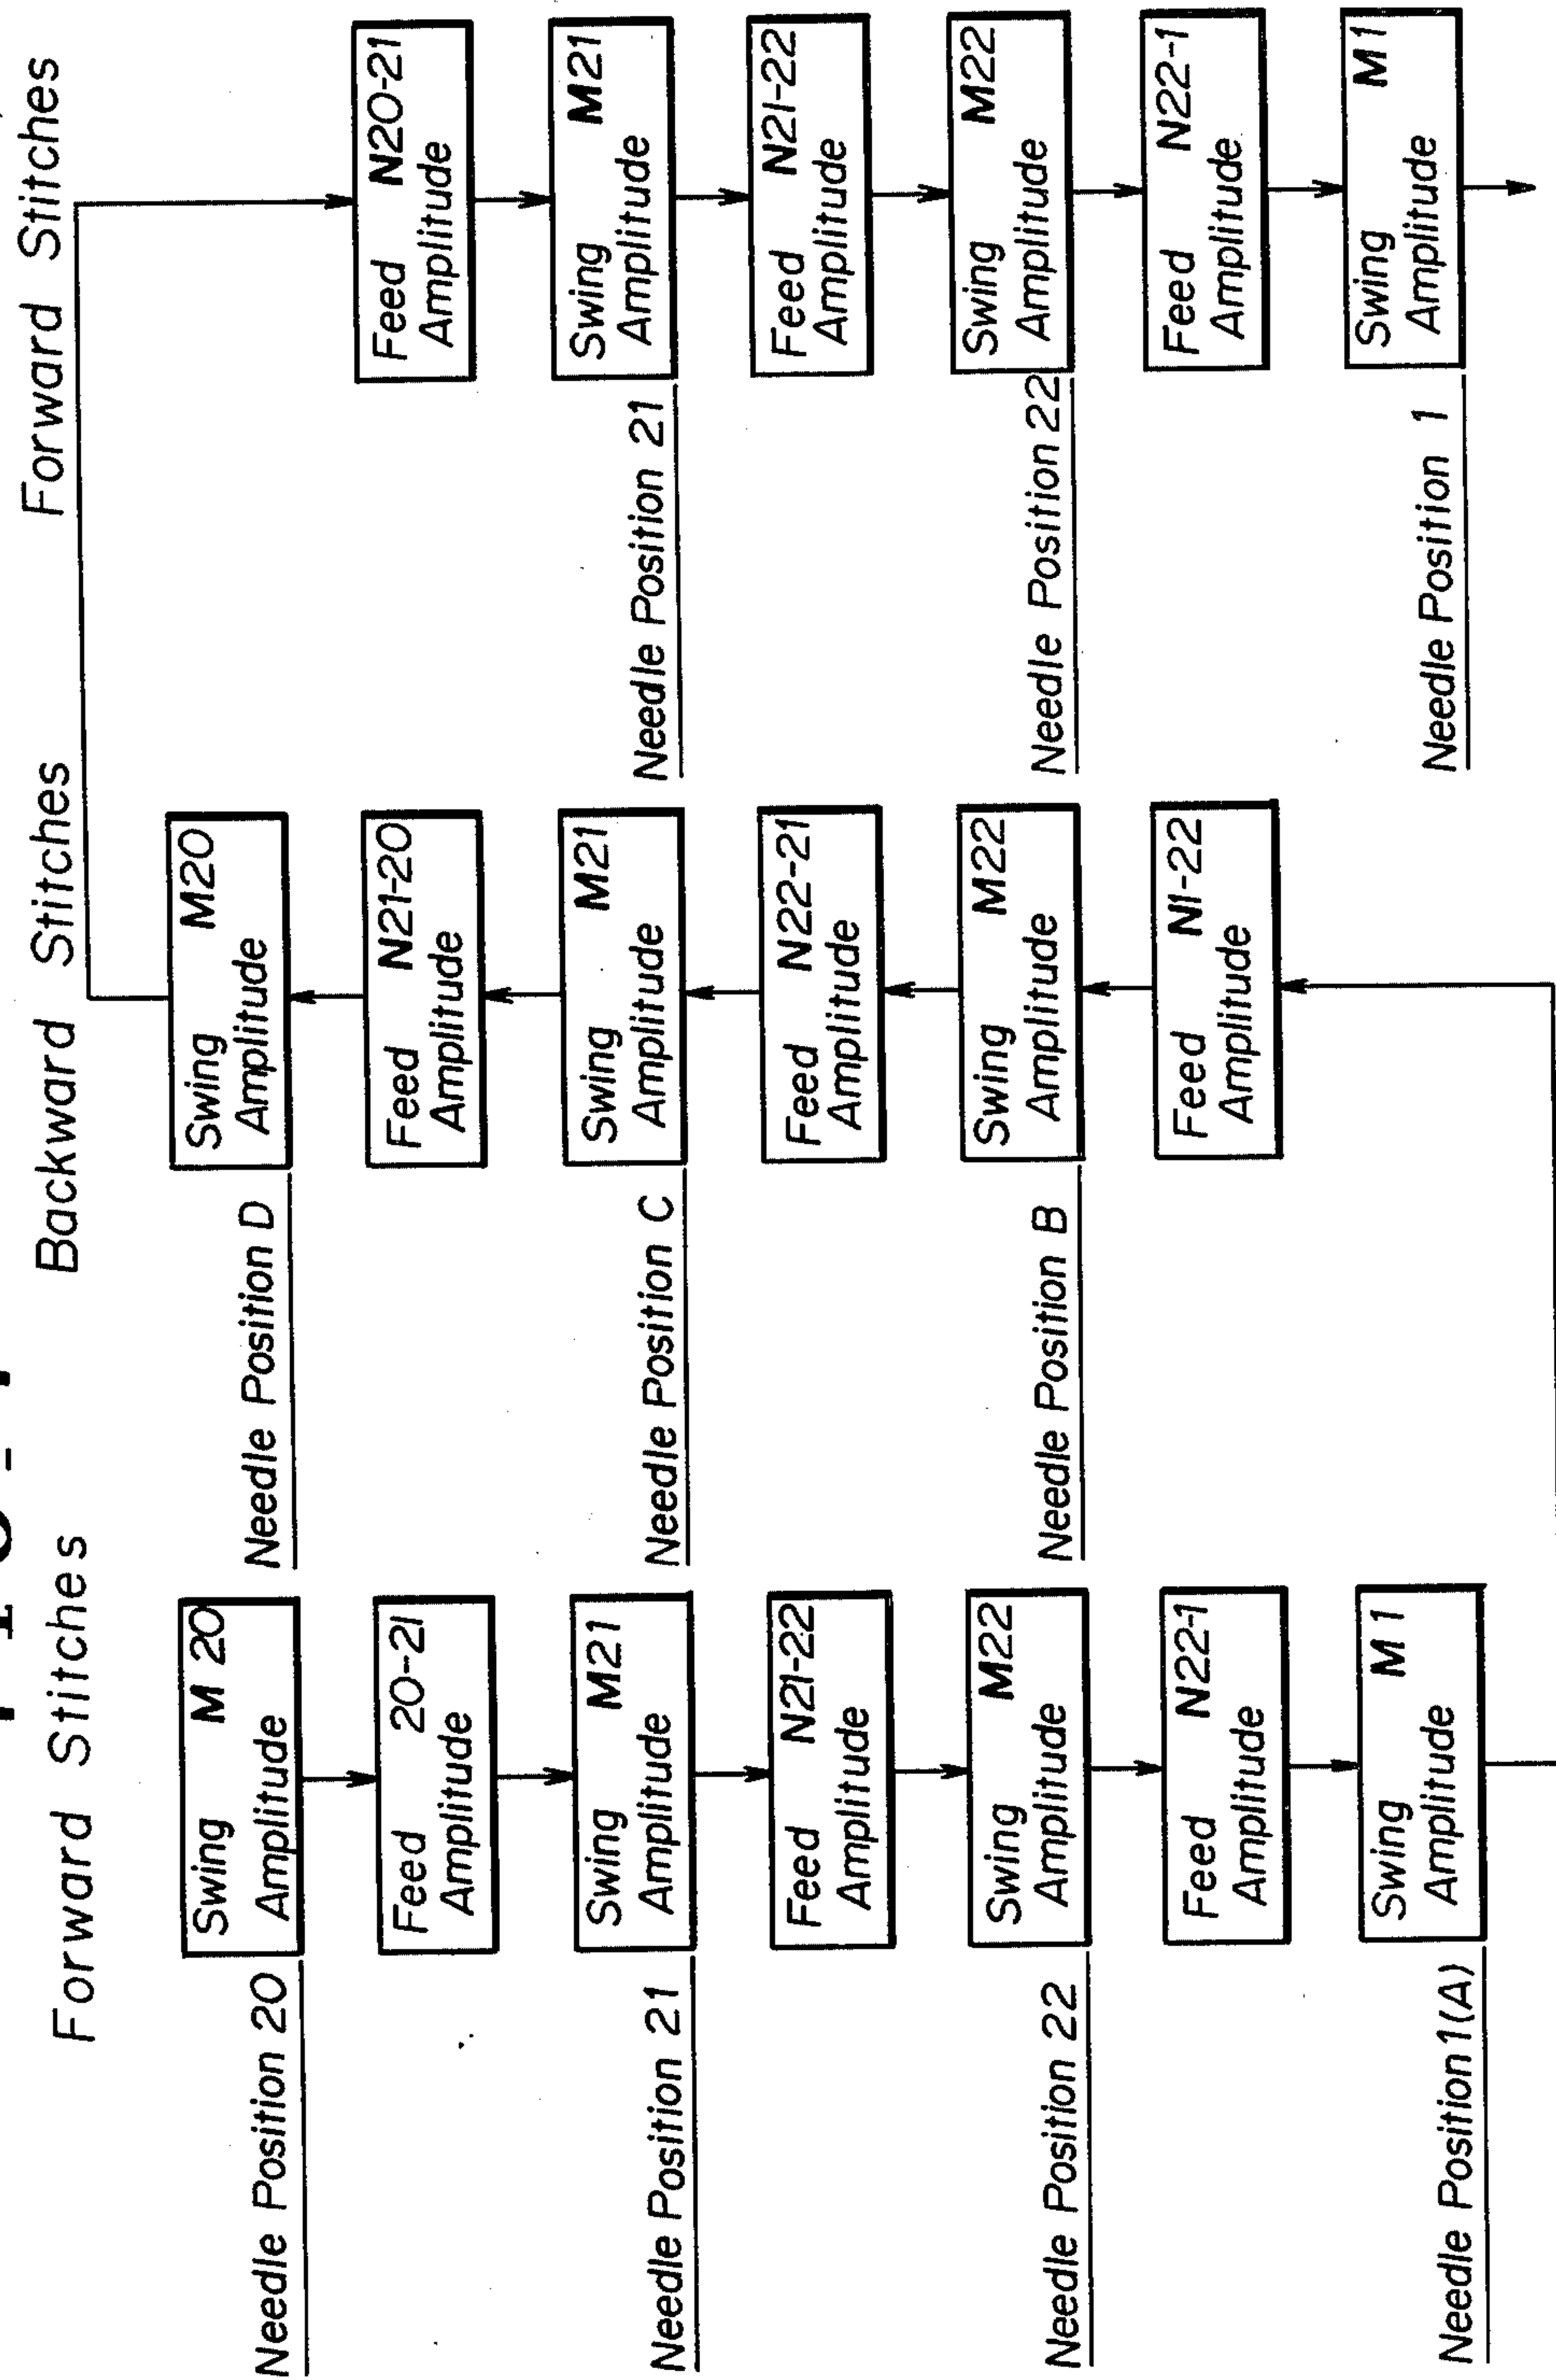 Forward Stitches
Needle Position 20
Swing M 20
Amplitude
Feed 20-21
Amplitude
Needle Position 21
Swing M21
Amplitude
Feed N21-22
Amplitude
Needle Position 22
Swing M22
Amplitude
Feed N22-1
Amplitude
Needle Position 1(A)
Swing M 1
Amplitude
Backward Stitches
Needle Position D
Swing M20
Amplitude
Feed N21-20
Amplitude
Needle Position C
Swing M21
Amplitude
Feed N22-21
Amplitude
Needle Position B
Swing M22
Amplitude
Feed N1-22
Amplitude
Forward Stitches
Feed N20-21
Amplitude
Needle Position 21
Swing M21
Amplitude
Feed N21-22
Amplitude
Needle Position 22
Swing M22
Amplitude
Feed N22-1
Amplitude
Needle Position 1
Swing M1
Amplitude